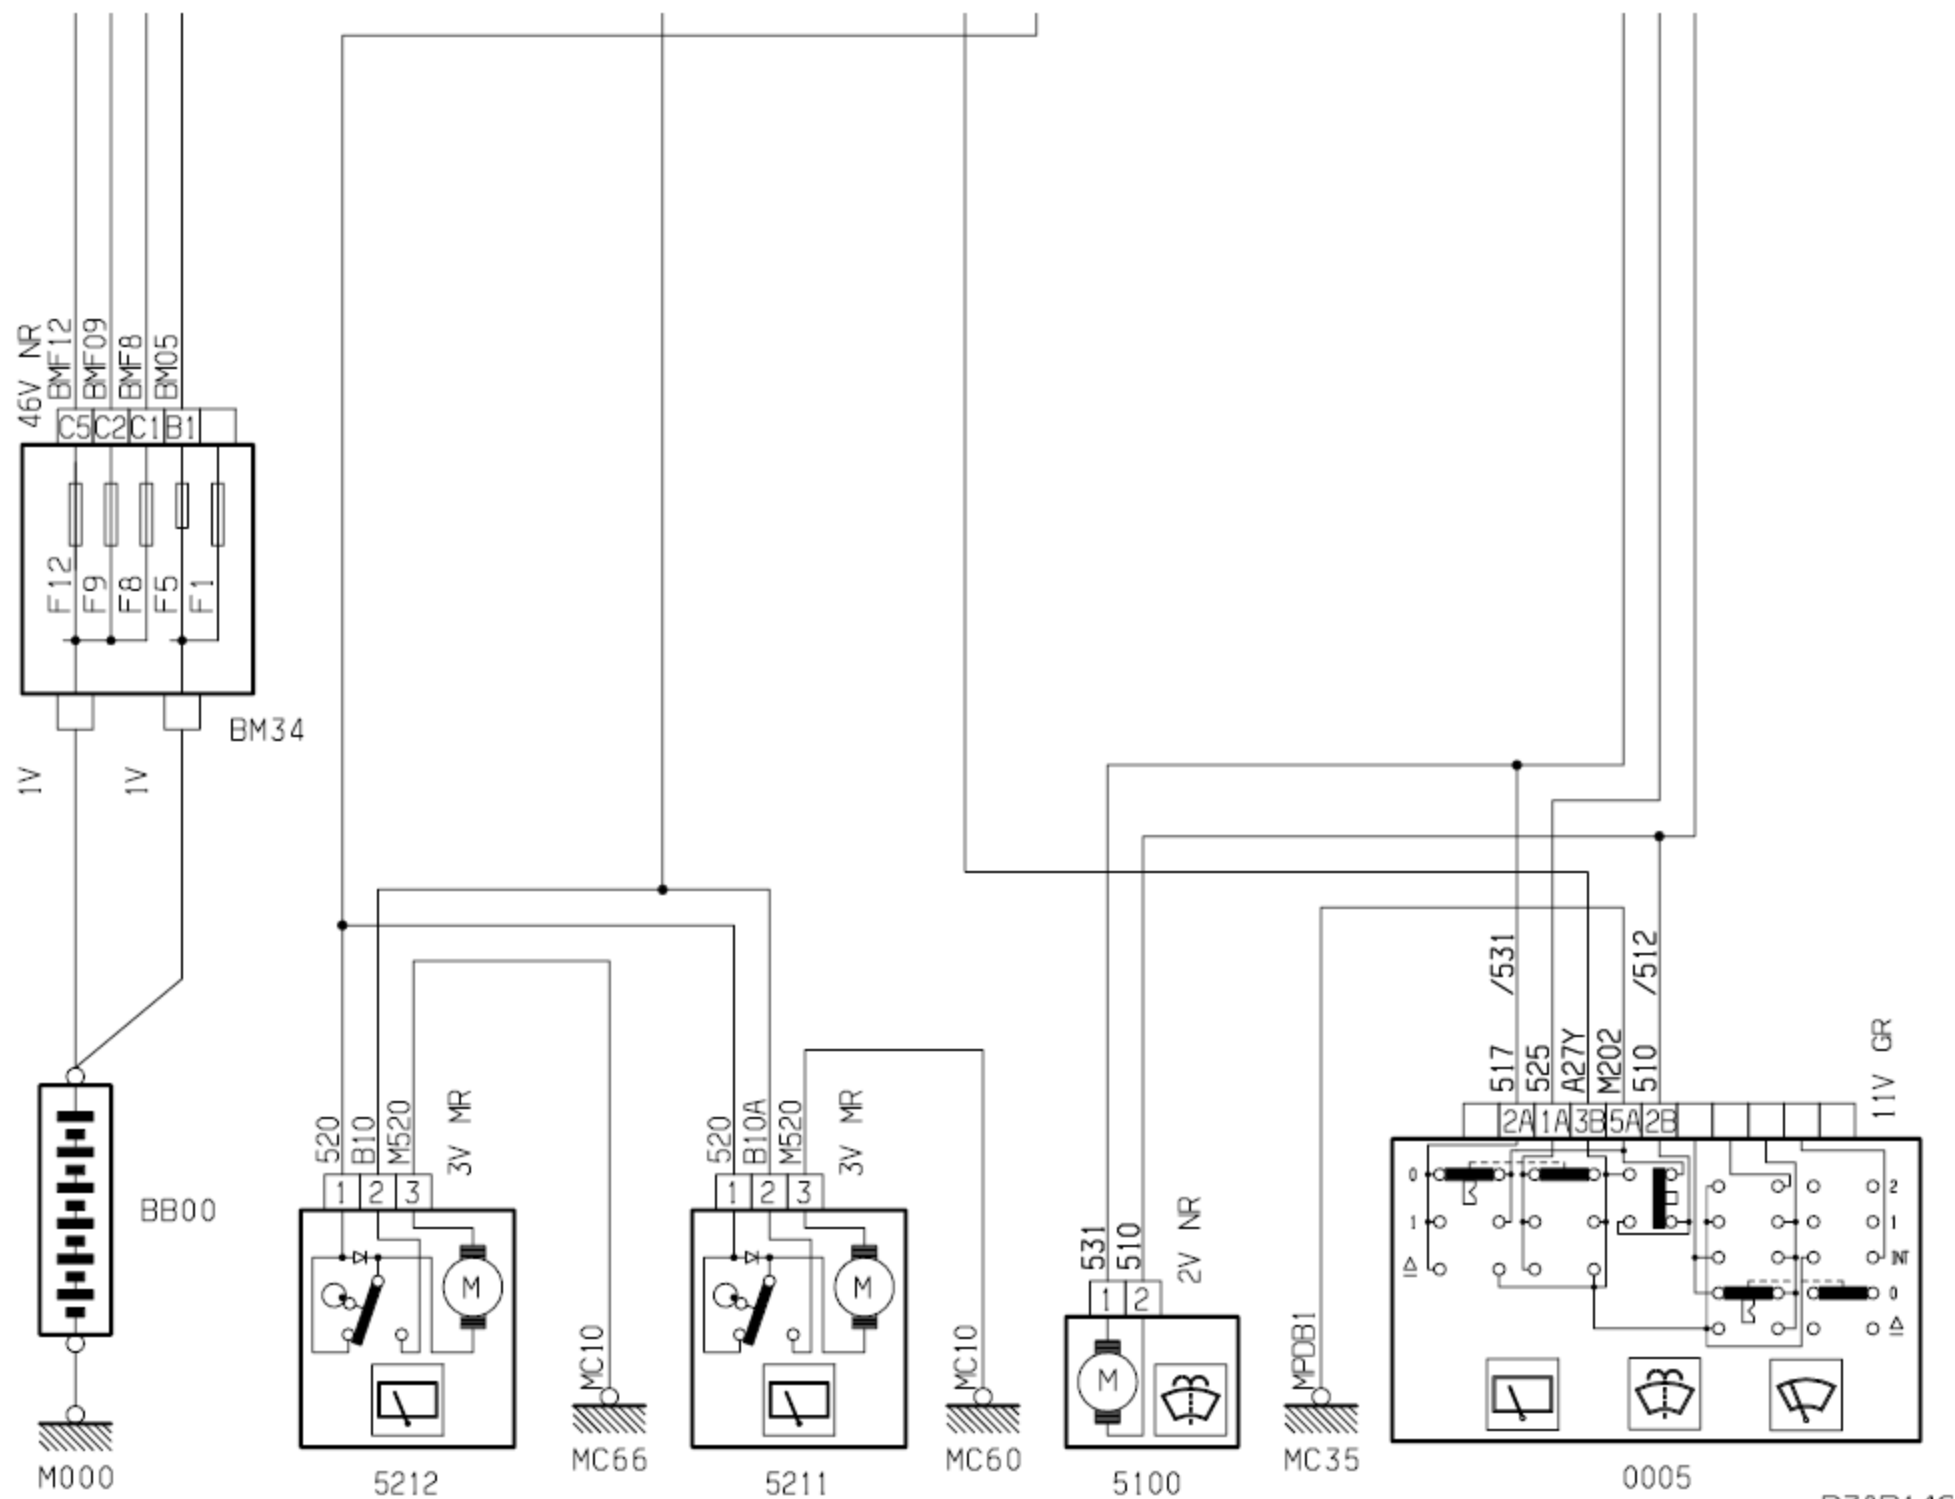 46V NR
BMF12
BMF09
BMF8
BM05
C5 C2 C1 B1
F12
F9
F8
F5
F1
BM34
1V
1V
/531
/512
517
525
A27Y
M202
510
11V GR
2A 1A 3B 5A 2B
520
B10
M520
3V MR
1 2 3
520
B10A
M520
3V MR
1 2 3
BB00
531
510
2V NR
1 2
0
1
Δ
2
1
INT
0
Δ
M
M
M
MC10
MC10
MPDB1
M000
5212
MC66
5211
MC60
5100
MC35
0005